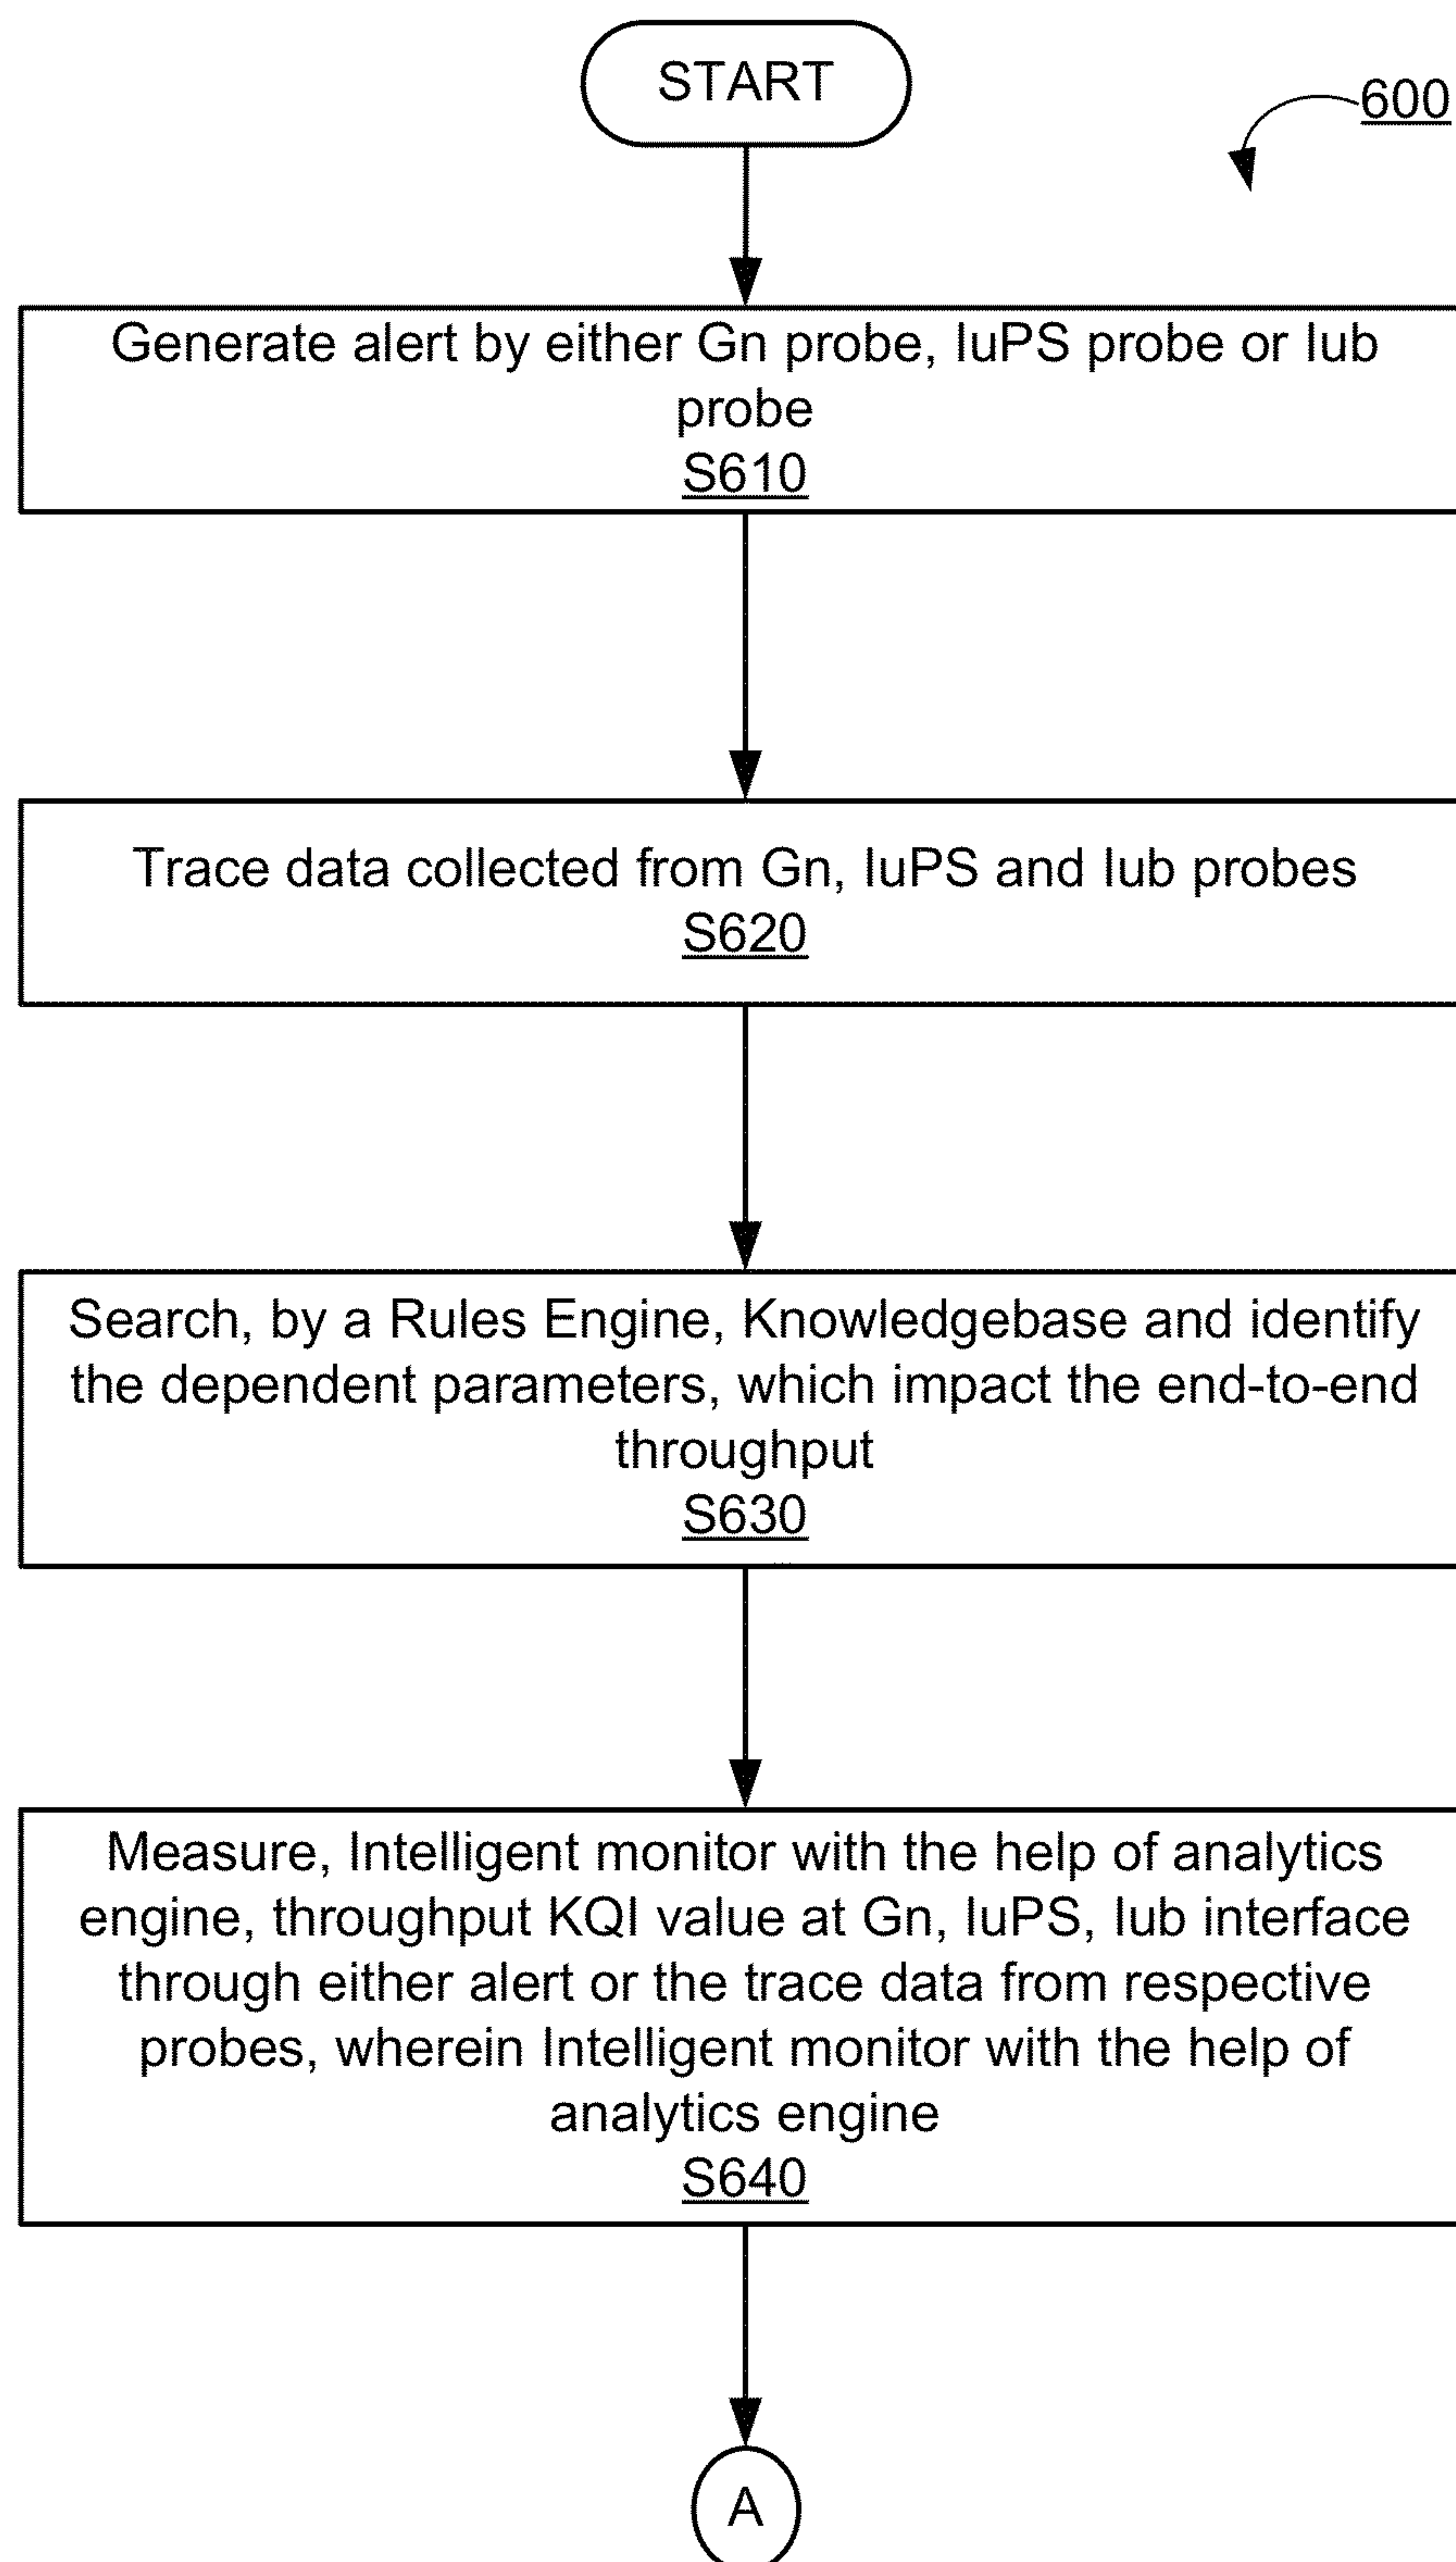 START
600
Generate alert by either Gn probe, IuPS probe or Iub
probe
S610
Trace data collected from Gn, IuPS and Iub probes
S620
Search, by a Rules Engine, Knowledgebase and identify
the dependent parameters, which impact the end-to-end
throughput
S630
Measure, Intelligent monitor with the help of analytics
engine, throughput KQI value at Gn, IuPS, Iub interface
through either alert or the trace data from respective
probes, wherein Intelligent monitor with the help of
analytics engine
S640
A